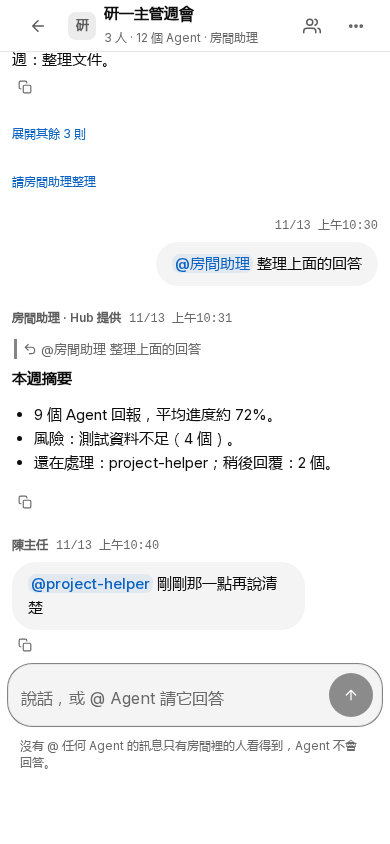 研
研一主管週會
3 人 · 12 個 Agent · 房間助理
週：整理文件。
展開其餘 3 則
請房間助理整理
11/13 上午10:30
@房間助理 整理上面的回答
房間助理 · Hub 提供 11/13 上午10:31
@房間助理 整理上面的回答
本週摘要
• 9 個 Agent 回報，平均進度約 72%。
• 風險：測試資料不足（4 個）。
• 還在處理：project-helper；稍後回覆：2 個。
陳主任 11/13 上午10:40
@project-helper 剛剛那一點再說清
楚
說話，或 @ Agent 請它回答
沒有 @ 任何 Agent 的訊息只有房間裡的人看得到，Agent 不會
回答。